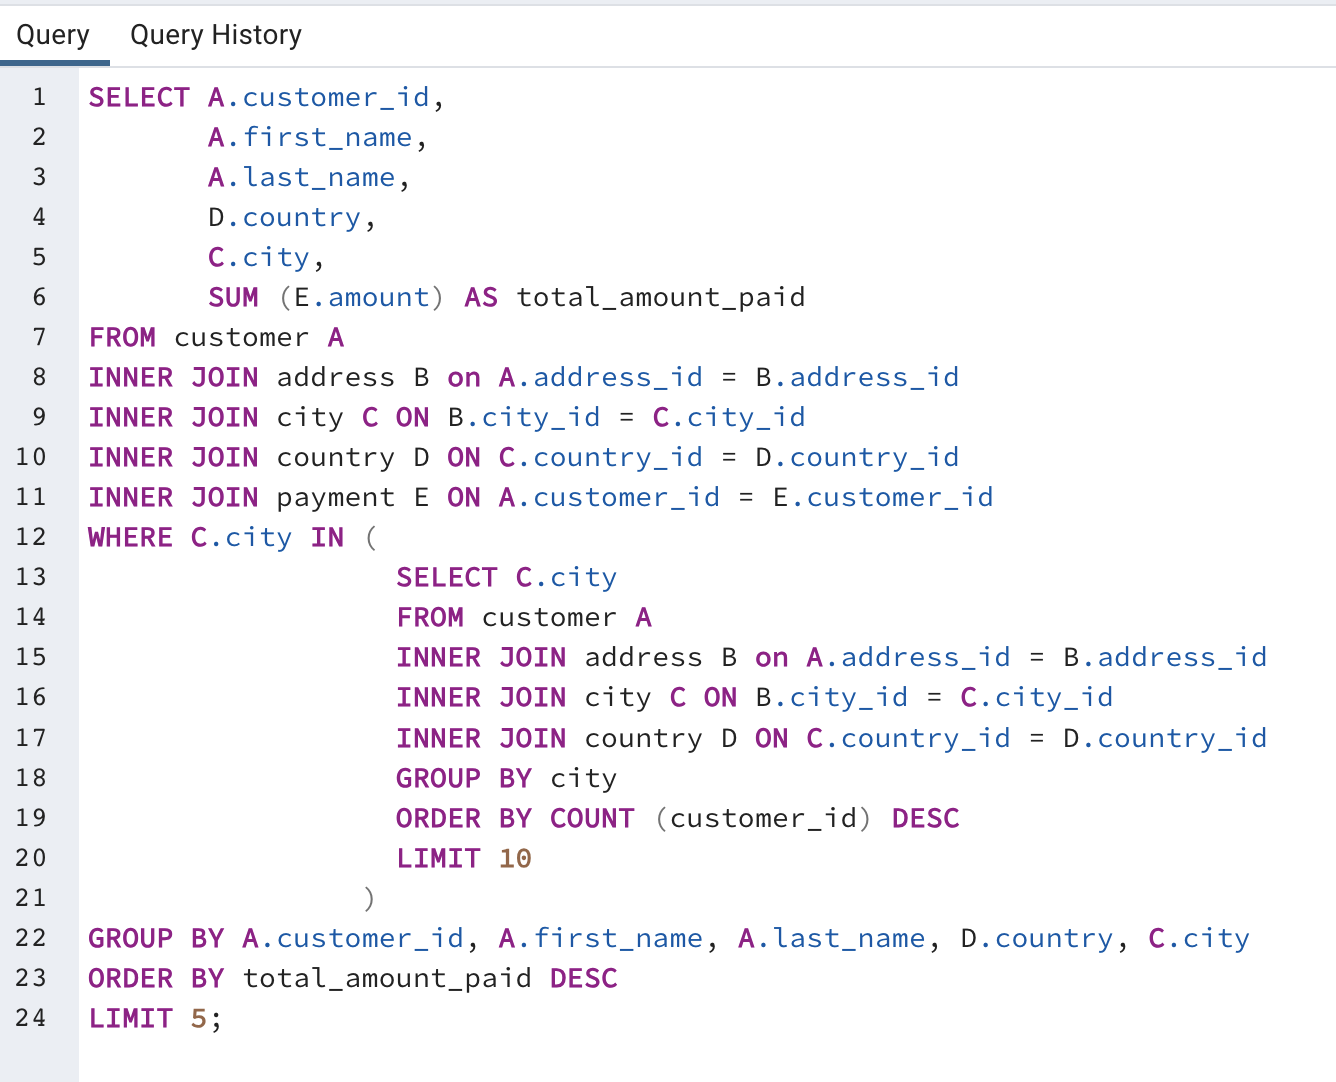 Query Query History
1 SELECT A.customer_id,
2 A.first_name,
3 A.last_name,
4 D.country,
5 C.city,
6 SUM (E.amount) AS total_amount_paid
7 FROM customer A
8 INNER JOIN address B on A.address_id = B.address_id
9 INNER JOIN city C ON B.city_id = C.city_id
10 INNER JOIN country D ON C.country_id = D.country_id
11 INNER JOIN payment E ON A.customer_id = E.customer_id
12 WHERE C.city IN (
13 SELECT C.city
14 FROM customer A
15 INNER JOIN address B on A.address_id = B.address_id
16 INNER JOIN city C ON B.city_id = C.city_id
17 INNER JOIN country D ON C.country_id = D.country_id
18 GROUP BY city
19 ORDER BY COUNT (customer_id) DESC
20 LIMIT 10
21 )
22 GROUP BY A.customer_id, A.first_name, A.last_name, D.country, C.city
23 ORDER BY total_amount_paid DESC
24 LIMIT 5;